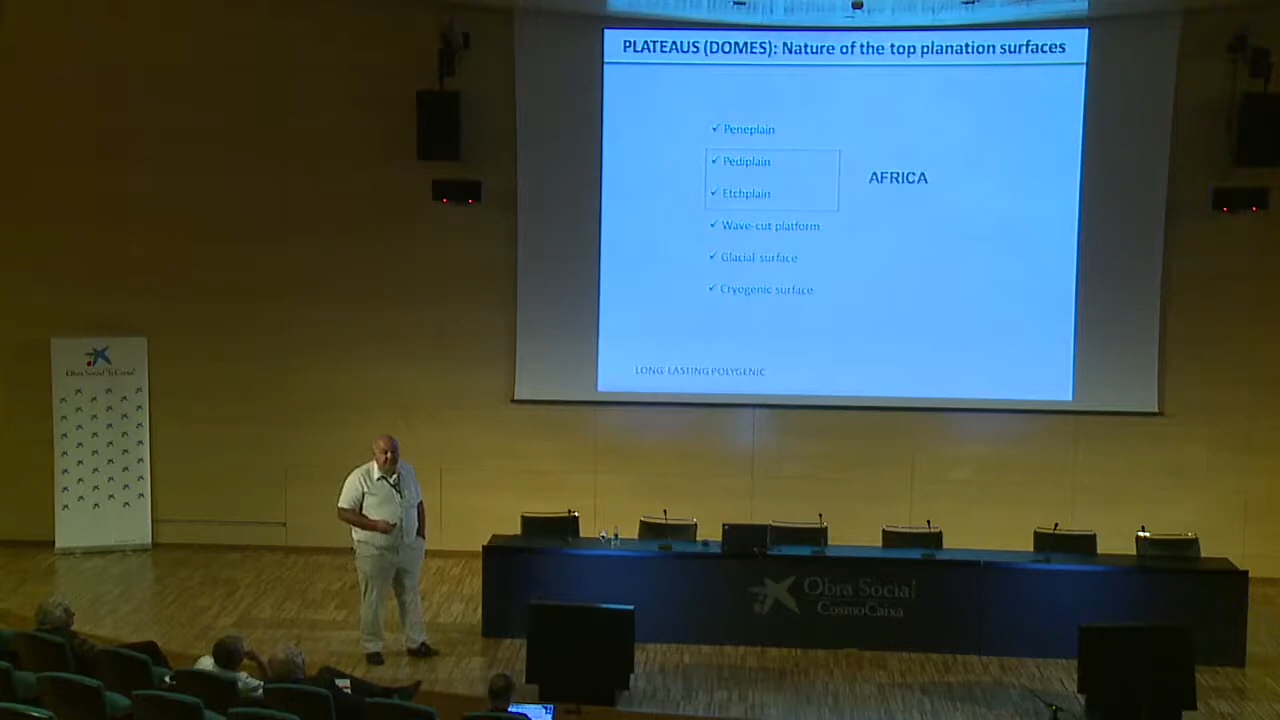 PLATEAUS (DOMES): Nature of the top planation surfaces
✓ Peneplain
✓ Pediplain
AFRICA
✓ Etchplain
✓ Wave-cut platform
✓ Glacial surface
✓ Cryogenic surface
LONG-LASTING POLYGENIC
Obra Social "la Caixa"
Obra Social
CosmoCaixa